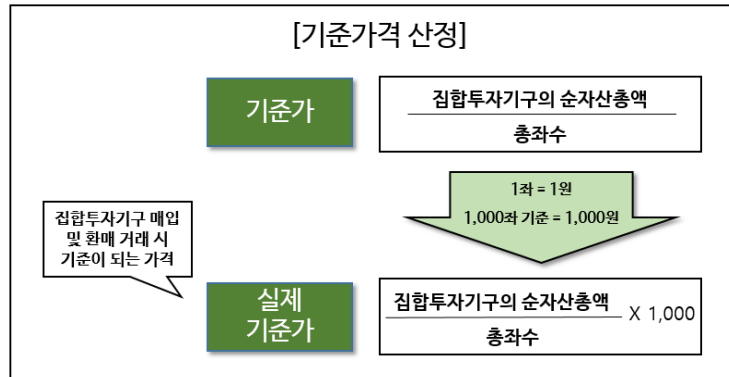 [기준가격 산정]
기준가
집합투자기구의 순자산총액
총좌수
1좌 = 1원
1,000좌 기준 = 1,000원
집합투자기구 매입
및 환매 거래 시
기준이 되는 가격
실제
기준가
집합투자기구의 순자산총액
X 1,000
총좌수